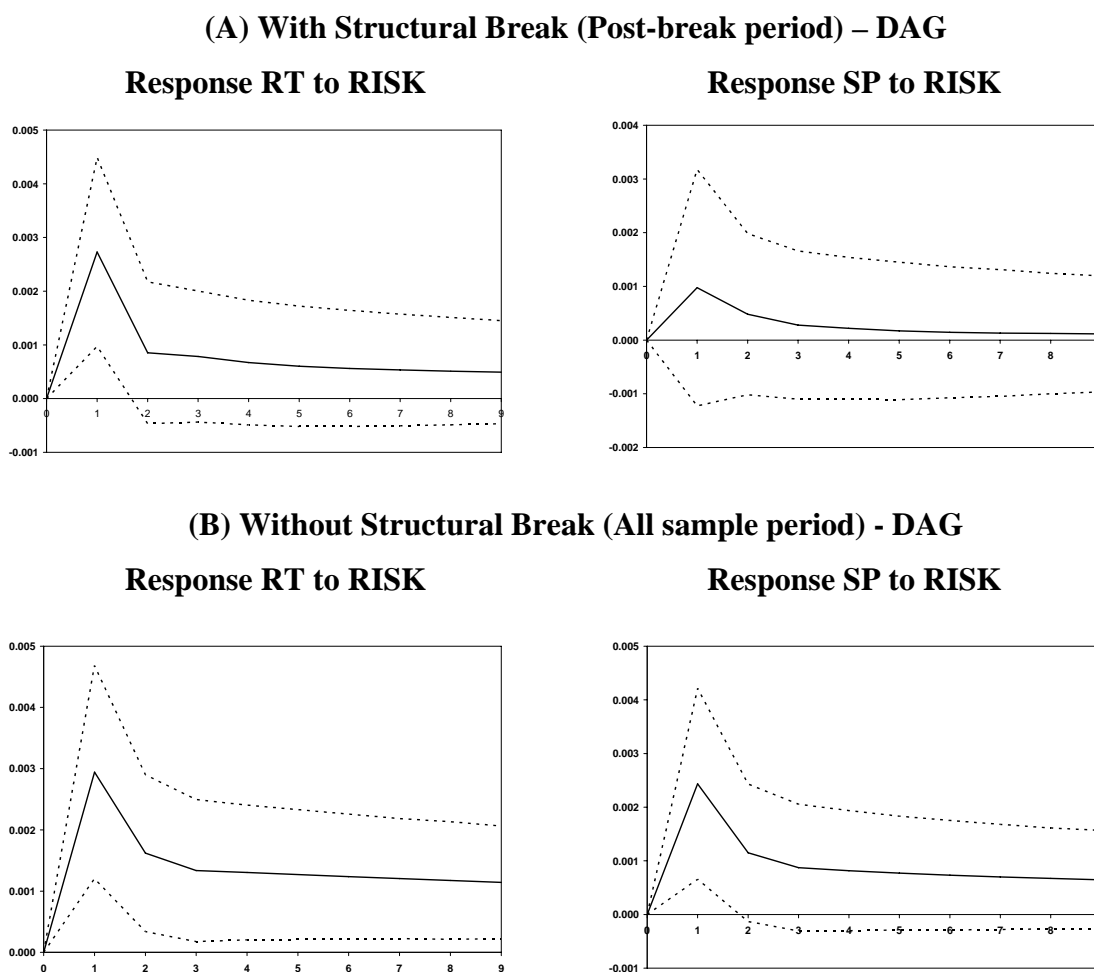 (A) With Structural Break (Post-break period) – DAG
Response RT to RISK
Response SP to RISK
0.005
0.004
0.003
0.002
0.001
0.000
-0.001
0 1 2 3 4 5 6 7 8 9
0.004
0.003
0.002
0.001
0.000
-0.001
-0.002
0 1 2 3 4 5 6 7 8
(B) Without Structural Break (All sample period) - DAG
Response RT to RISK
Response SP to RISK
0.005
0.004
0.003
0.002
0.001
0.000
0 1 2 3 4 5 6 7 8 9
0.005
0.004
0.003
0.002
0.001
0.000
-0.001
0 1 2 3 4 5 6 7 8